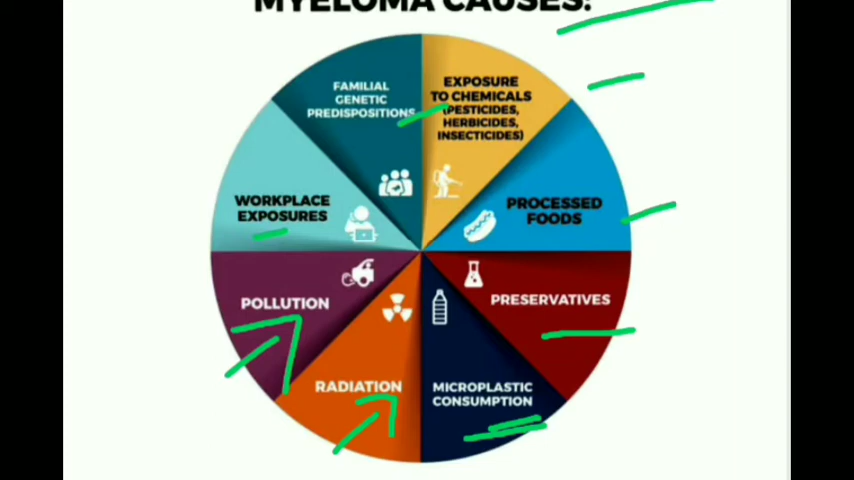 MYELOMA CAUSES:
FAMILIAL
GENETIC
PREDISPOSITIONS
EXPOSURE
TO CHEMICALS
(PESTICIDES,
HERBICIDES,
INSECTICIDES)
WORKPLACE
EXPOSURES
PROCESSED
FOODS
POLLUTION
PRESERVATIVES
RADIATION
MICROPLASTIC
CONSUMPTION